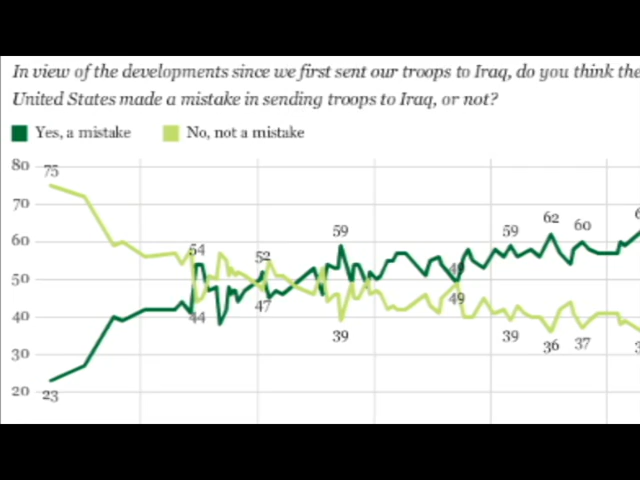 In view of the developments since we first sent our troops to Iraq, do you think the
United States made a mistake in sending troops to Iraq, or not?
Yes, a mistake No, not a mistake
80
75
70
62
60 59 59 60
54 52
50 49
49
47
44
40
39 39 36 37
30
23
20